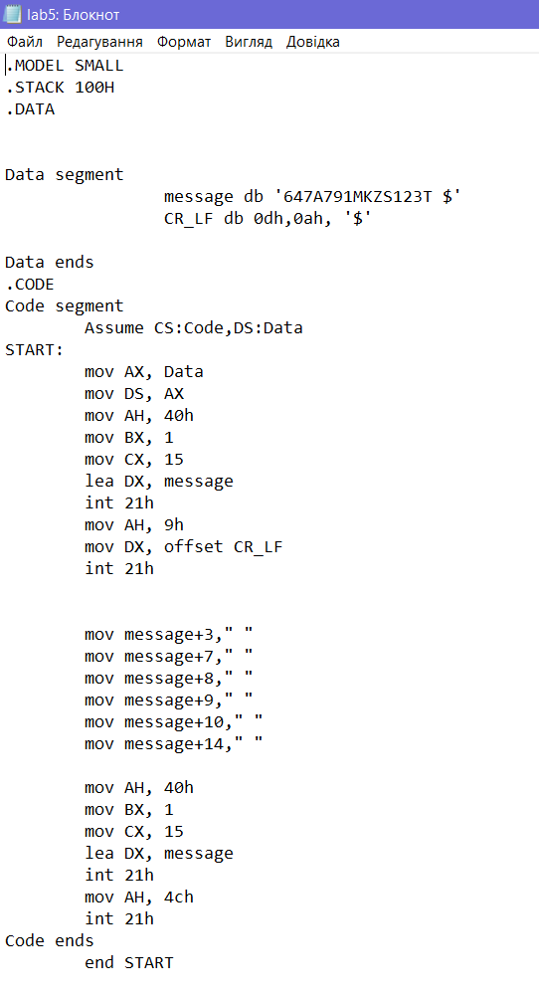 lab5: Блокнот
Файл Редагування Формат Вигляд Довідка
.MODEL SMALL
.STACK 100H
.DATA
Data segment
message db '647A791MKZS123T $'
CR_LF db 0dh,0ah, '$'
Data ends
.CODE
Code segment
Assume CS:Code,DS:Data
START:
mov AX, Data
mov DS, AX
mov AH, 40h
mov BX, 1
mov CX, 15
lea DX, message
int 21h
mov AH, 9h
mov DX, offset CR_LF
int 21h
mov message+3," "
mov message+7," "
mov message+8," "
mov message+9," "
mov message+10," "
mov message+14," "
mov AH, 40h
mov BX, 1
mov CX, 15
lea DX, message
int 21h
mov AH, 4ch
int 21h
Code ends
end START